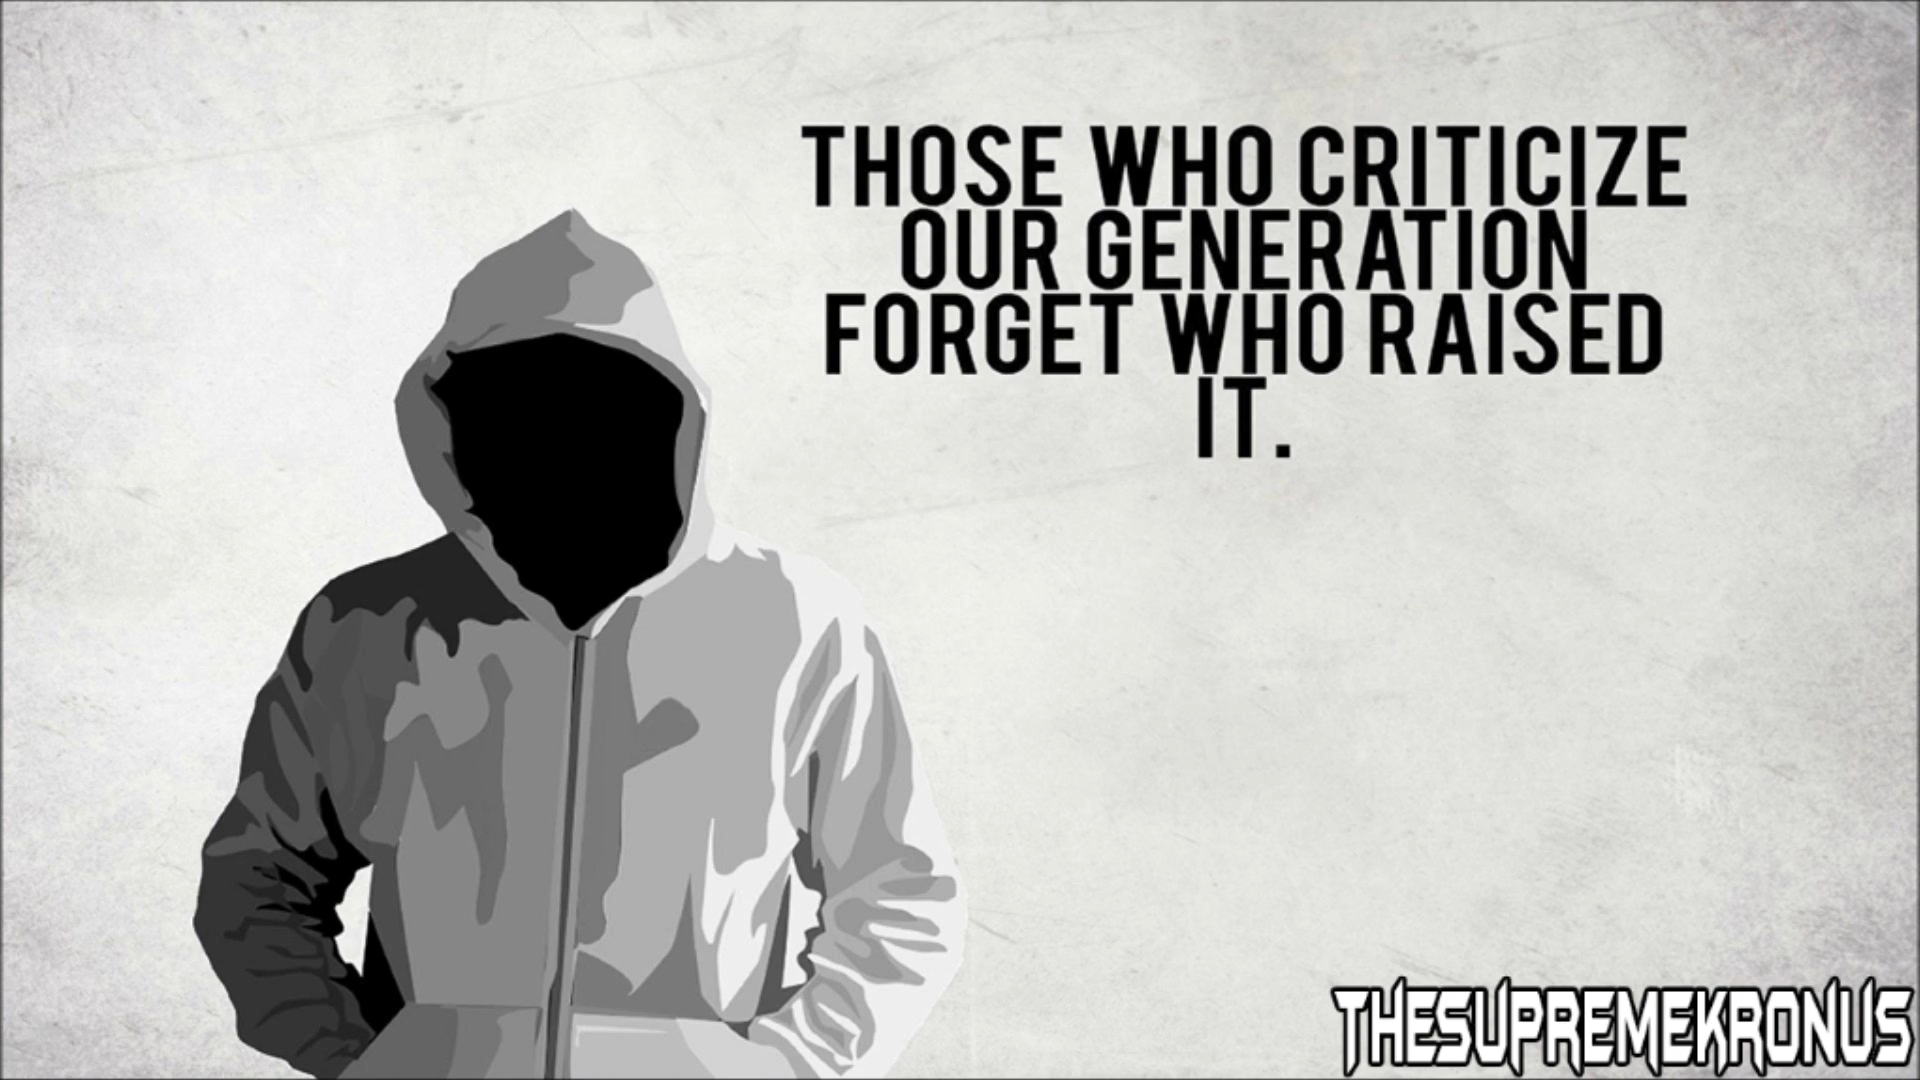 THOSE WHO CRITICIZE
OUR GENERATION
FORGET WHO RAISED
IT.
THESUPREMEKRONUS